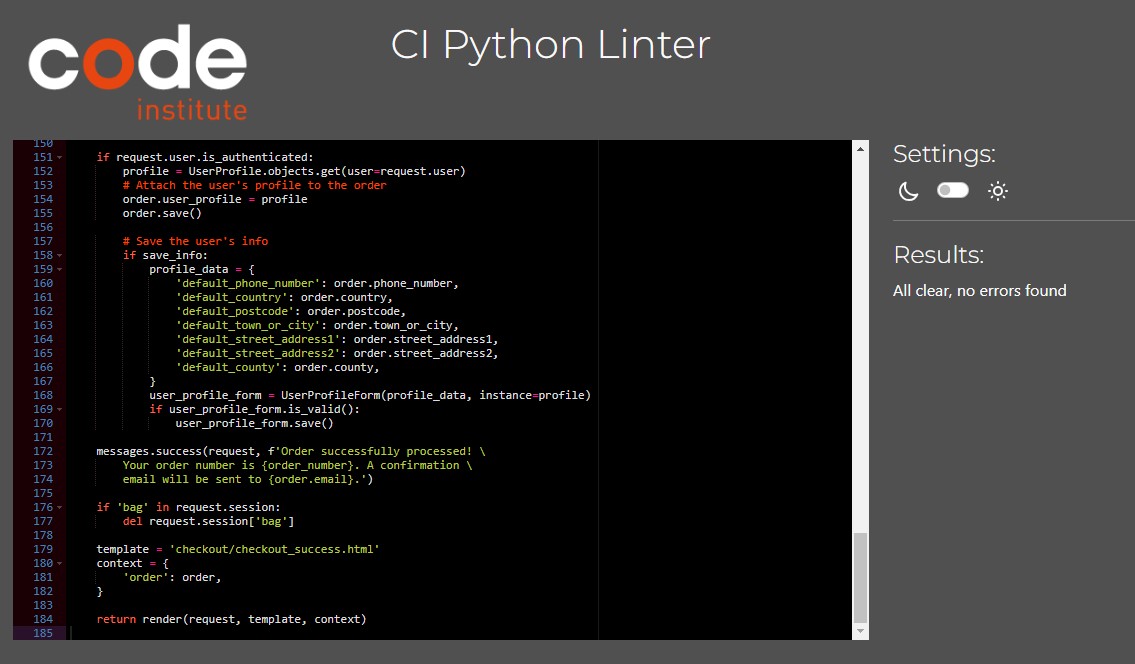 code
institute
CI Python Linter
150
151 if request.user.is_authenticated:
152 profile = UserProfile.objects.get(user=request.user)
153 # Attach the user's profile to the order
154 order.user_profile = profile
155 order.save()
156
157 # Save the user's info
158 if save_info:
159 profile_data = {
160 'default_phone_number': order.phone_number,
161 'default_country': order.country,
162 'default_postcode': order.postcode,
163 'default_town_or_city': order.town_or_city,
164 'default_street_address1': order.street_address1,
165 'default_street_address2': order.street_address2,
166 'default_county': order.county,
167 }
168 user_profile_form = UserProfileForm(profile_data, instance=profile)
169 if user_profile_form.is_valid():
170 user_profile_form.save()
171
172 messages.success(request, f'Order successfully processed! \
173 Your order number is {order_number}. A confirmation \
174 email will be sent to {order.email}.')
175
176 if 'bag' in request.session:
177 del request.session['bag']
178
179 template = 'checkout/checkout_success.html'
180 context = {
181 'order': order,
182 }
183
184 return render(request, template, context)
185
Settings:
Results:
All clear, no errors found